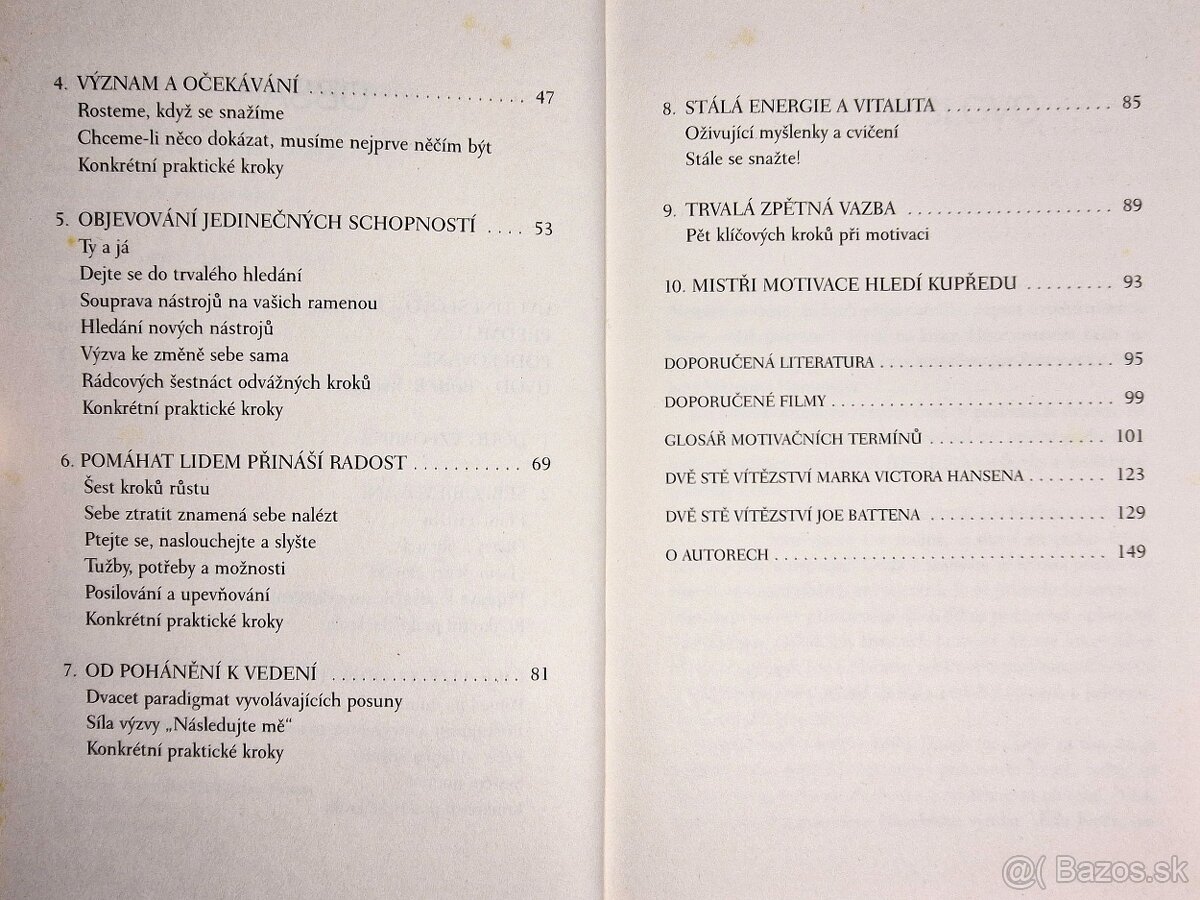 4. VÝZNAM A OČEKÁVÁNÍ ........................ 47
Rosteme, když se snažíme
Chceme-li něco dokázat, musíme nejprve něčím být
Konkrétní praktické kroky
5. OBJEVOVÁNÍ JEDINEČNÝCH SCHOPNOSTÍ .... 53
Ty a já
Dejte se do trvalého hledání
Souprava nástrojů na vašich ramenou
Hledání nových nástrojů
Výzva ke změně sebe sama
Rádcových šestnáct odvážných kroků
Konkrétní praktické kroky
6. POMÁHAT LIDEM PŘINÁŠÍ RADOST ........... 69
Šest kroků růstu
Sebe ztratit znamená sebe nalézt
Ptejte se, naslouchejte a slyšte
Tužby, potřeby a možnosti
Posilování a upevňování
Konkrétní praktické kroky
7. OD POHÁNĚNÍ K VEDENÍ ................... 81
Dvacet paradigmat vyvolávajících posuny
Síla výzvy „Následujte mě“
Konkrétní praktické kroky
8. STÁLÁ ENERGIE A VITALITA ................. 85
Oživující myšlenky a cvičení
Stále se snažte!
9. TRVALÁ ZPĚTNÁ VAZBA ..................... 89
Pět klíčových kroků při motivaci
10. MISTŘI MOTIVACE HLEDÍ KUPŘEDU ......... 93
DOPORUČENÁ LITERATURA ........................ 95
DOPORUČENÉ FILMY ............................. 99
GLOSÁŘ MOTIVAČNÍCH TERMÍNŮ .................. 101
DVĚ STĚ VÍTĚZSTVÍ MARKA VICTORA HANSENA ........ 123
DVĚ STĚ VÍTĚZSTVÍ JOE BATTENA .................. 129
O AUTORECH .................................... 149
@( Bazos.sk